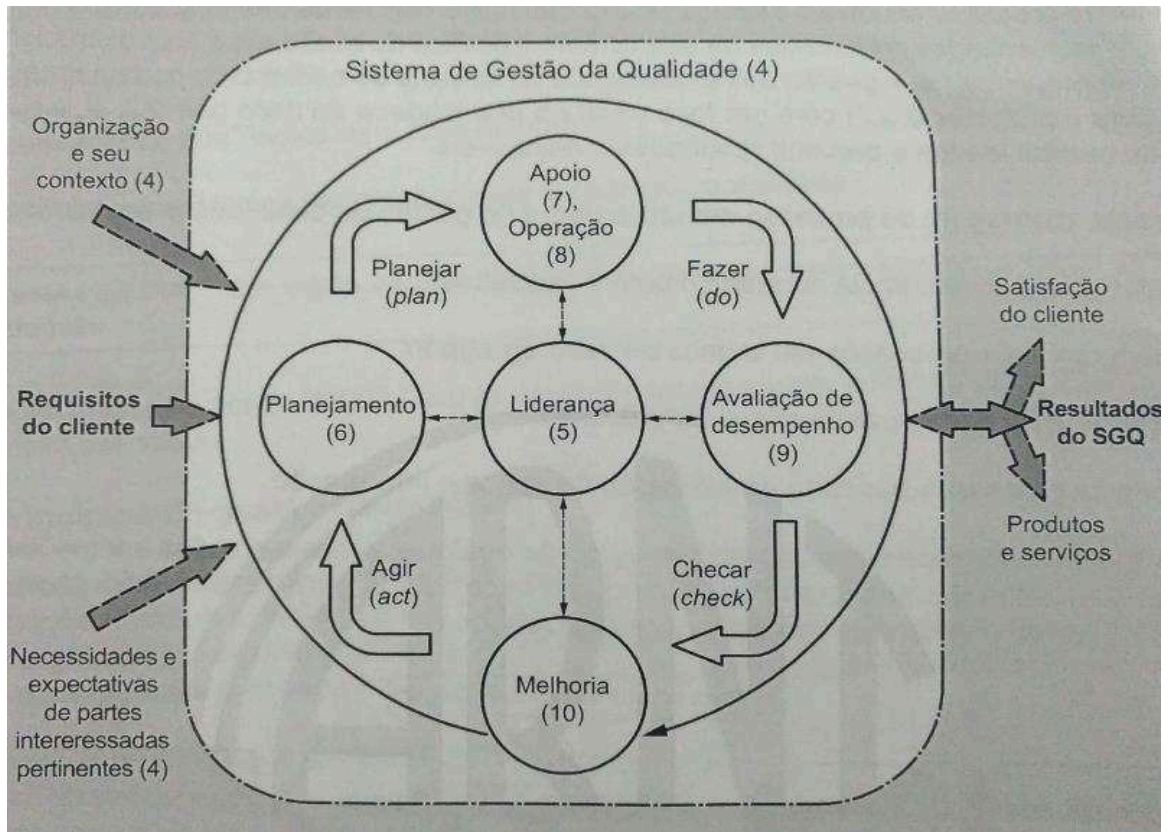 Sistema de Gestão da Qualidade (4)
Organização
e seu
contexto (4)
Apoio
(7),
Operação
(8)
Planejar
(plan)
Fazer
(do)
Satisfação
do cliente
Requisitos
do cliente
Planejamento
(6)
Liderança
(5)
Avaliação de
desempenho
(9)
Resultados
do SGQ
Produtos
e serviços
Agir
(act)
Checar
(check)
Necessidades e
expectativas
de partes
intereressadas
pertinentes (4)
Melhoria
(10)